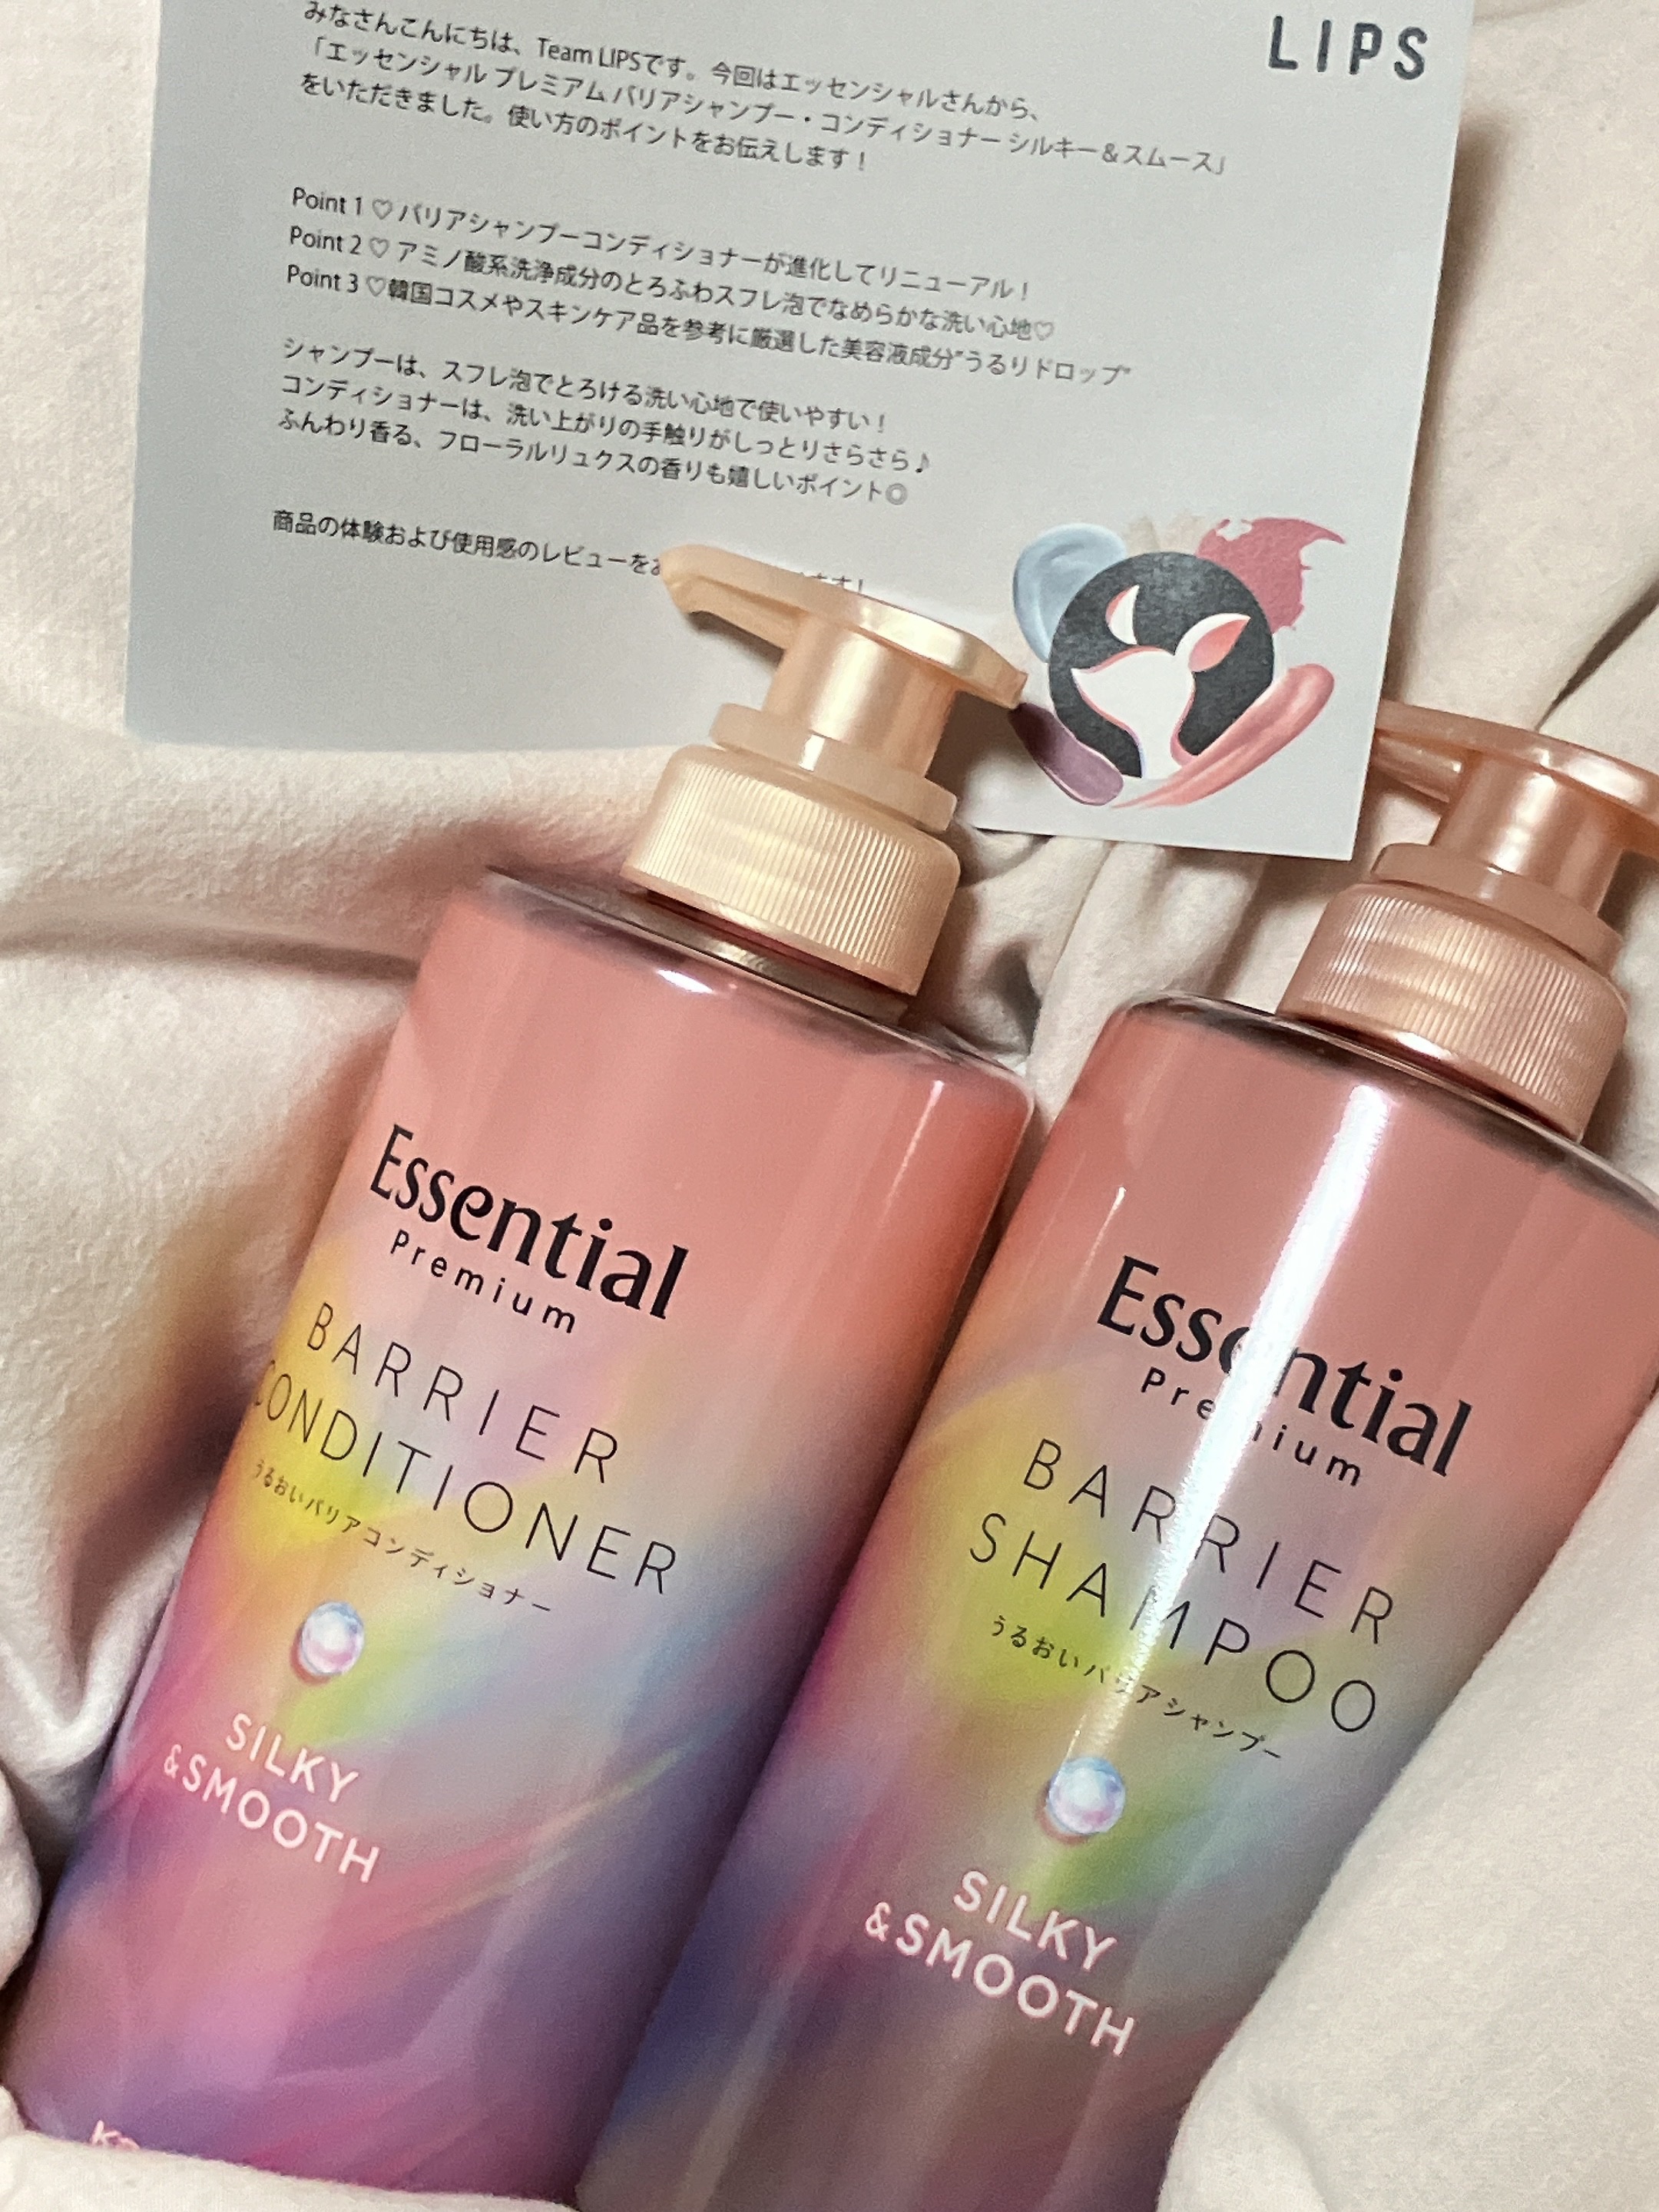 LIPS
みなさんこんにちは、Team LIPSです。今回はエッセンシャルさんから、
「エッセンシャル プレミアム バリアシャンプー・コンディショナー シルキー＆スムース」
をいただきました。使い方のポイントをお伝えします！
Point 1 ♡ バリアシャンプーコンディショナーが進化してリニューアル！
Point 2 ♡ アミノ酸系洗浄成分のとろふわスフレ泡でなめらかな洗い心地♡
Point 3 ♡韓国コスメやスキンケア品を参考に厳選した美容液成分"うるりドロップ"
シャンプーは、スフレ泡でとろける洗い心地で使いやすい！
コンディショナーは、洗い上がりの手触りがしっとりさらさら♪
ふんわり香る、フローラルリュクスの香りも嬉しいポイント◎
商品の体験および使用感のレビューをお
Essential
Premium
BARRIER
CONDITIONER
うるおいバリアコンディショナー
SILKY
&SMOOTH
Essential
Premium
BARRIER
SHAMPOO
うるおいバリアシャンプー
SILKY
&SMOOTH